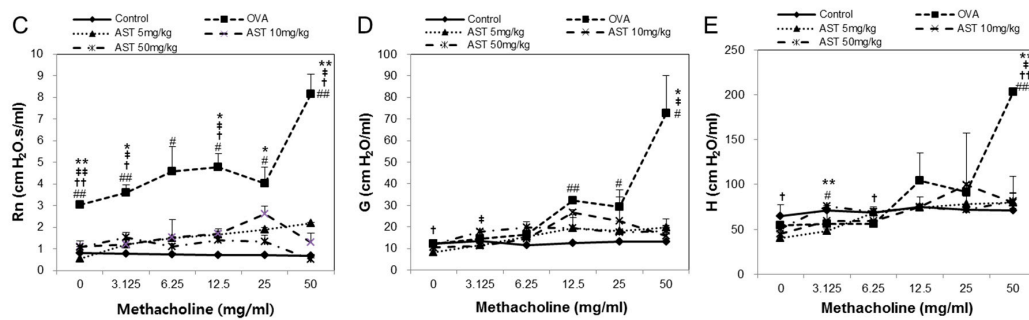 C
Control OVA
AST 5mg/kg AST 10mg/kg
AST 50mg/kg
Rn (cm H₂O.s/ml)
10
9
8
7
6
5
4
3
2
1
0
**
‡‡
††
##
*
‡
†
##
#
*
‡
†
#
*
#
**
‡
†
##
0 3.125 6.25 12.5 25 50
Methacholine (mg/ml)
D
Control OVA
AST 5mg/kg AST 10mg/kg
AST 50mg/kg
G (cm H₂O/ml)
100
90
80
70
60
50
40
30
20
10
0
†
‡
##
#
*
‡
#
0 3.125 6.25 12.5 25 50
Methacholine (mg/ml)
E
Control OVA
AST 5mg/kg AST 10mg/kg
AST 50mg/kg
H (cm H₂O/ml)
250
200
150
100
50
0
†
**
#
†
**
‡
††
##
0 3.125 6.25 12.5 25 50
Methacholine (mg/ml)